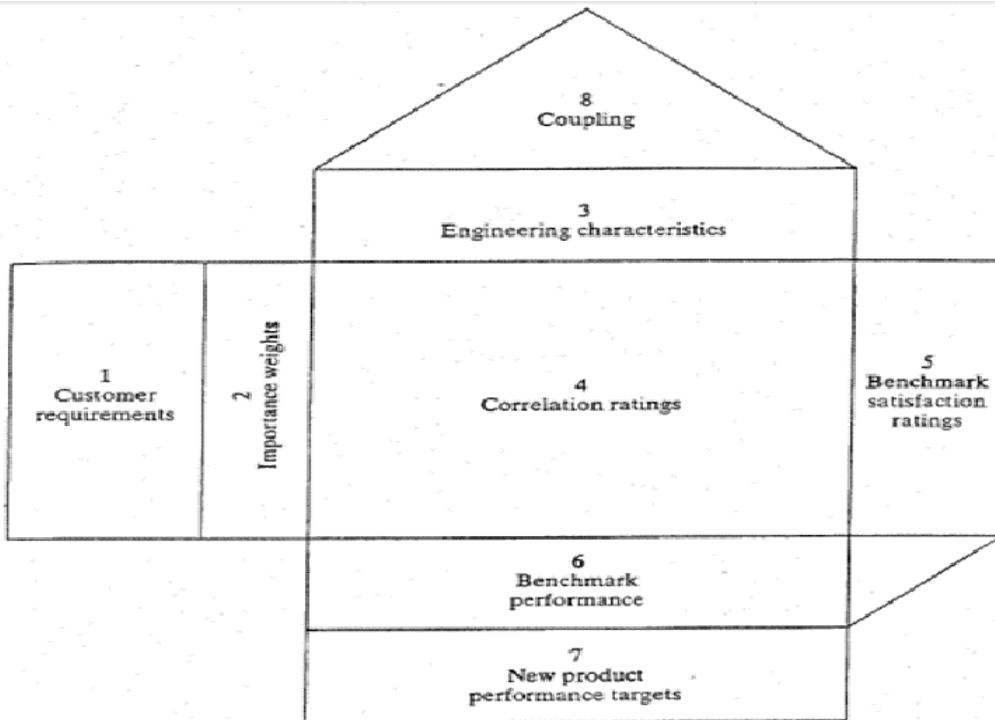 8
Coupling
3
Engineering characteristics
1
Customer
requirements
2
Importance weights
4
Correlation ratings
5
Benchmark
satisfaction
ratings
6
Benchmark
performance
7
New product
performance targets